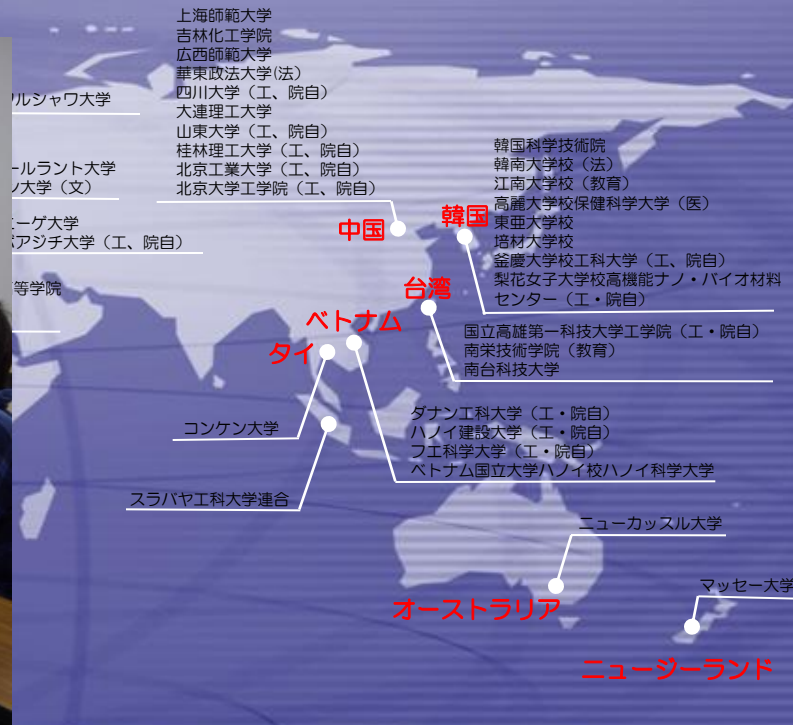 上海師範大学
吉林化工学院
広西師範大学
華東政法大学(法)
四川大学（工、院自）
大連理工大学
山東大学（工、院自）
桂林理工大学（工、院自）
北京工業大学（工、院自）
北京大学工学院（工、院自）
中国
ルシャワ大学
ールラント大学
ン大学（文）
ニーゲ大学
ボアジチ大学（工、院自）
等学院
韓国科学技術院
韓南大学校（法）
江南大学校（教育）
高麗大学校保健科学大学（医）
東亜大学校
培材大学校
釜慶大学校工科大学（工、院自）
梨花女子大学校高機能ナノ・バイオ材料
センター（工・院自）
韓国
台湾
国立高雄第一科技大学工学院（工・院自）
南栄技術学院（教育）
南台科技大学
ベトナム
タイ
ダナン工科大学（工・院自）
ハノイ建設大学（工・院自）
フエ科学大学（工・院自）
ベトナム国立大学ハノイ校ハノイ科学大学
コンケン大学
スラバヤ工科大学連合
ニューカッスル大学
オーストラリア
マッセー大学
ニュージーランド